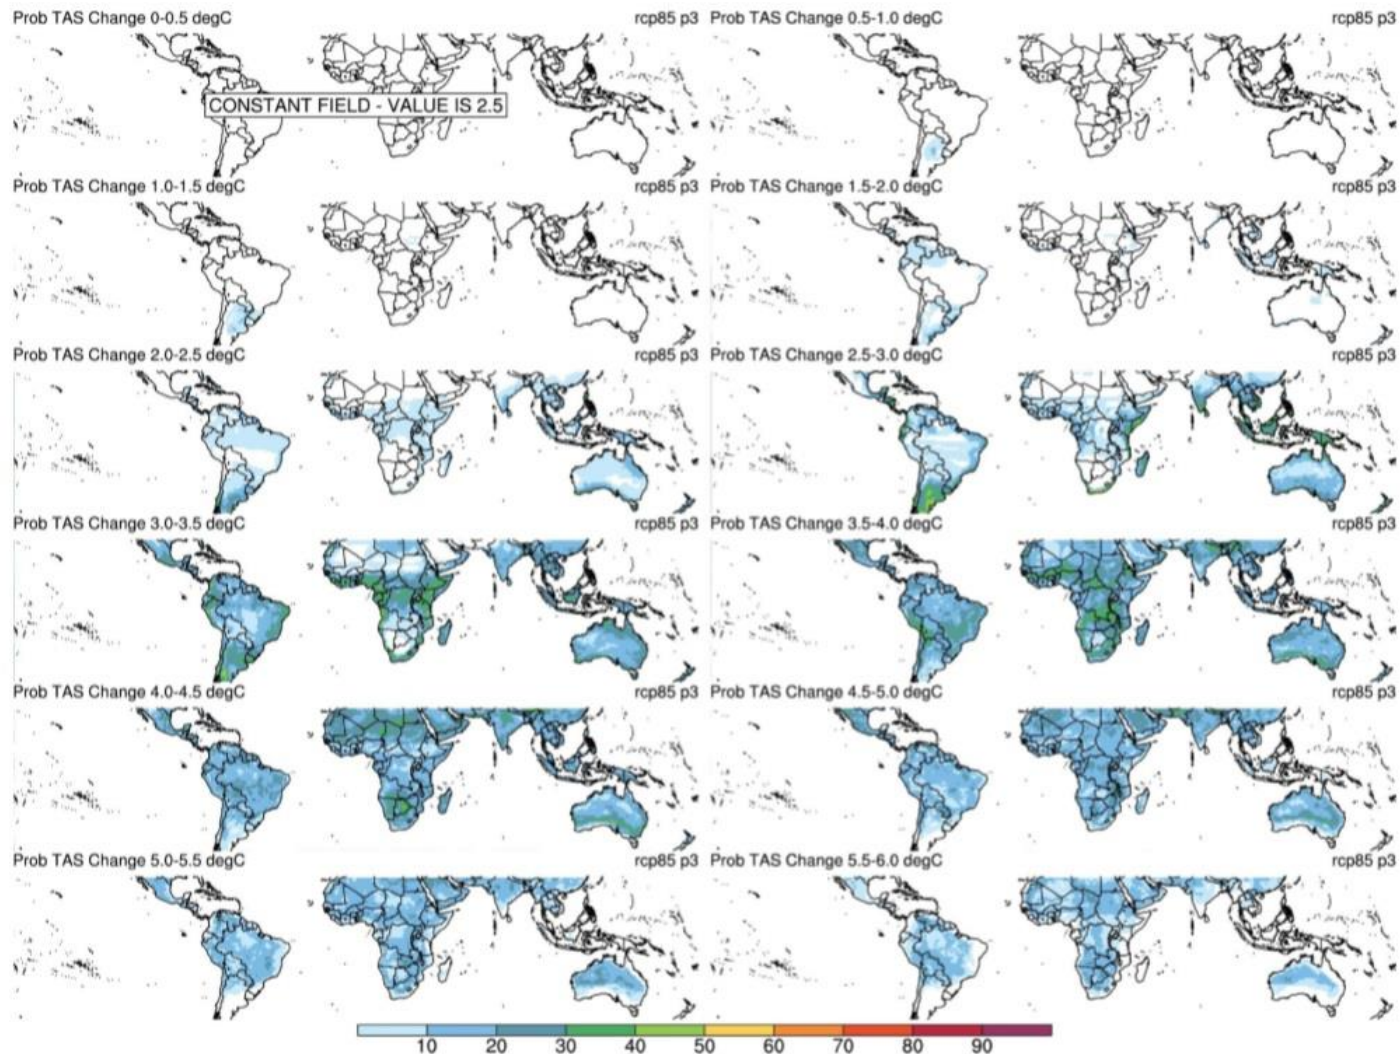 Prob TAS Change 0-0.5 degC rcp85 p3
Prob TAS Change 0.5-1.0 degC rcp85 p3
CONSTANT FIELD - VALUE IS 2.5
Prob TAS Change 1.0-1.5 degC rcp85 p3
Prob TAS Change 1.5-2.0 degC rcp85 p3
Prob TAS Change 2.0-2.5 degC rcp85 p3
Prob TAS Change 2.5-3.0 degC rcp85 p3
Prob TAS Change 3.0-3.5 degC rcp85 p3
Prob TAS Change 3.5-4.0 degC rcp85 p3
Prob TAS Change 4.0-4.5 degC rcp85 p3
Prob TAS Change 4.5-5.0 degC rcp85 p3
Prob TAS Change 5.0-5.5 degC rcp85 p3
Prob TAS Change 5.5-6.0 degC rcp85 p3
10 20 30 40 50 60 70 80 90